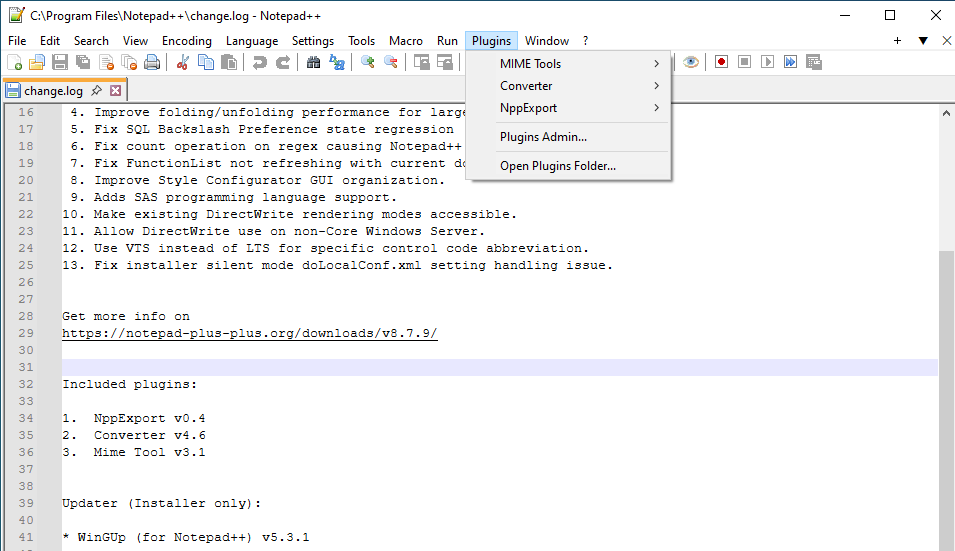 C:\Program Files\Notepad++\change.log - Notepad++
File Edit Search View Encoding Language Settings Tools Macro Run Plugins Window ?
MIME Tools
Converter
NppExport
Plugins Admin...
Open Plugins Folder...
change.log
16 4. Improve folding/unfolding performance for large
17 5. Fix SQL Backslash Preference state regression
18 6. Fix count operation on regex causing Notepad++
19 7. Fix FunctionList not refreshing with current do
20 8. Improve Style Configurator GUI organization.
21 9. Adds SAS programming language support.
22 10. Make existing DirectWrite rendering modes accessible.
23 11. Allow DirectWrite use on non-Core Windows Server.
24 12. Use VTS instead of LTS for specific control code abbreviation.
25 13. Fix installer silent mode doLocalConf.xml setting handling issue.
26
27
28 Get more info on
29 https://notepad-plus-plus.org/downloads/v8.7.9/
30
31
32 Included plugins:
33
34 1. NppExport v0.4
35 2. Converter v4.6
36 3. Mime Tool v3.1
37
38
39 Updater (Installer only):
40
41 * WinGUp (for Notepad++) v5.3.1